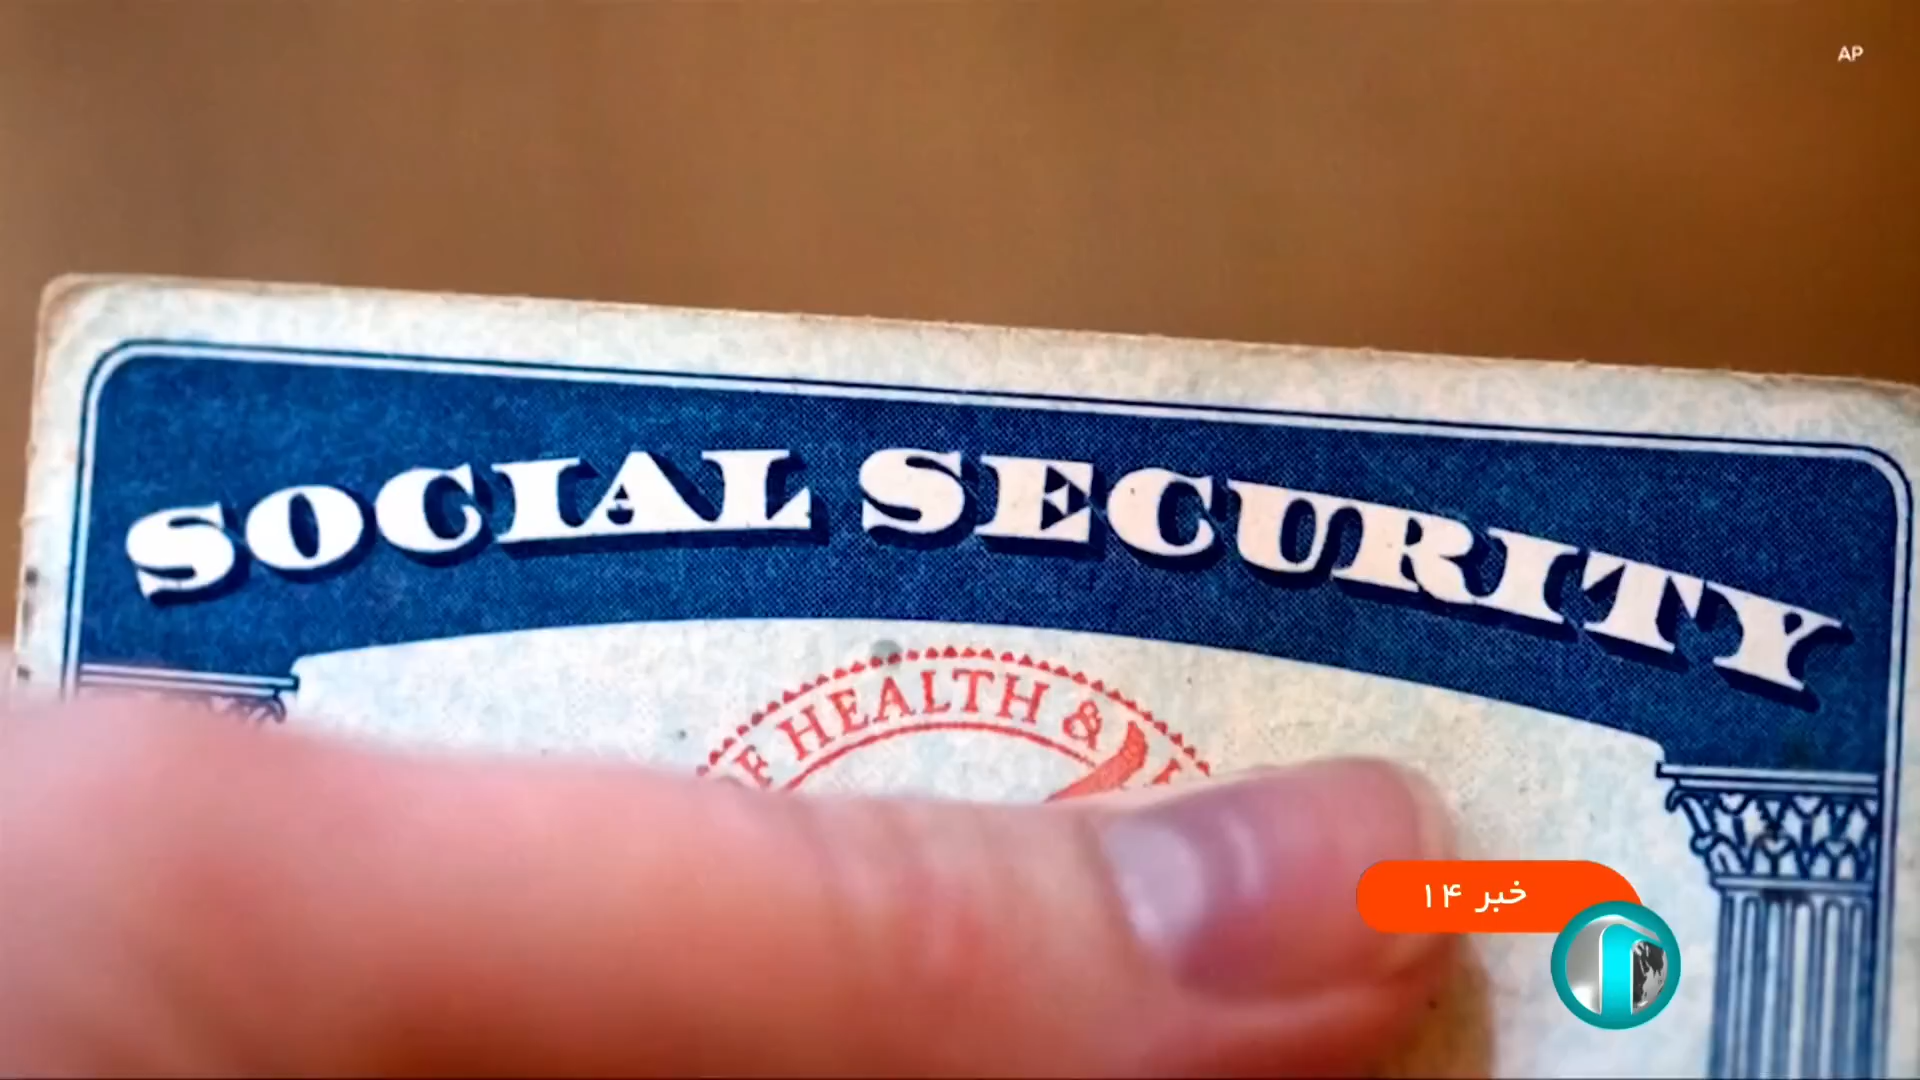 AP
SOCIAL SECURITY
F HEALTH &
خبر ۱۴